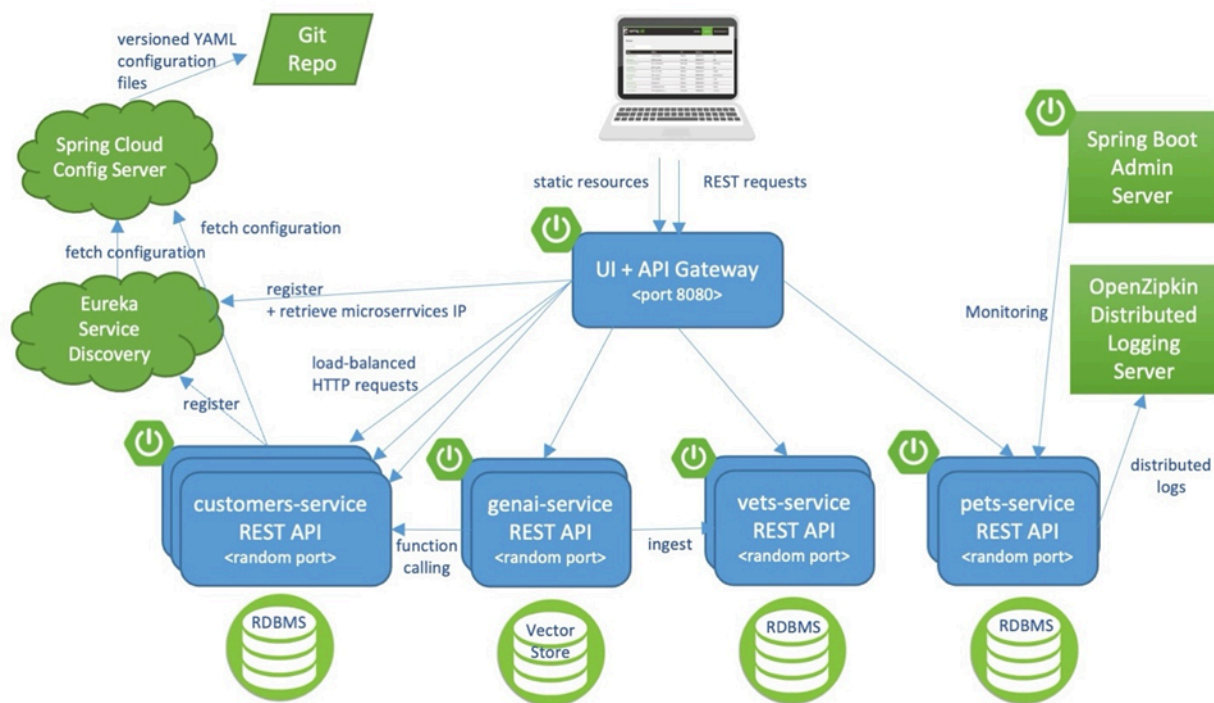 versioned YAML
configuration
files
Git
Repo
Spring Cloud
Config Server
Spring Boot
Admin
Server
static resources
REST requests
fetch configuration
fetch configuration
UI + API Gateway
<port 8080>
register
+ retrieve microserrvices IP
Eureka
Service
Discovery
OpenZipkin
Distributed
Logging
Server
Monitoring
load-balanced
HTTP requests
register
customers-service
REST API
<random port>
genai-service
REST API
<random port>
vets-service
REST API
<random port>
pets-service
REST API
<random port>
distributed
logs
function
calling
ingest
RDBMS
Vector
Store
RDBMS
RDBMS